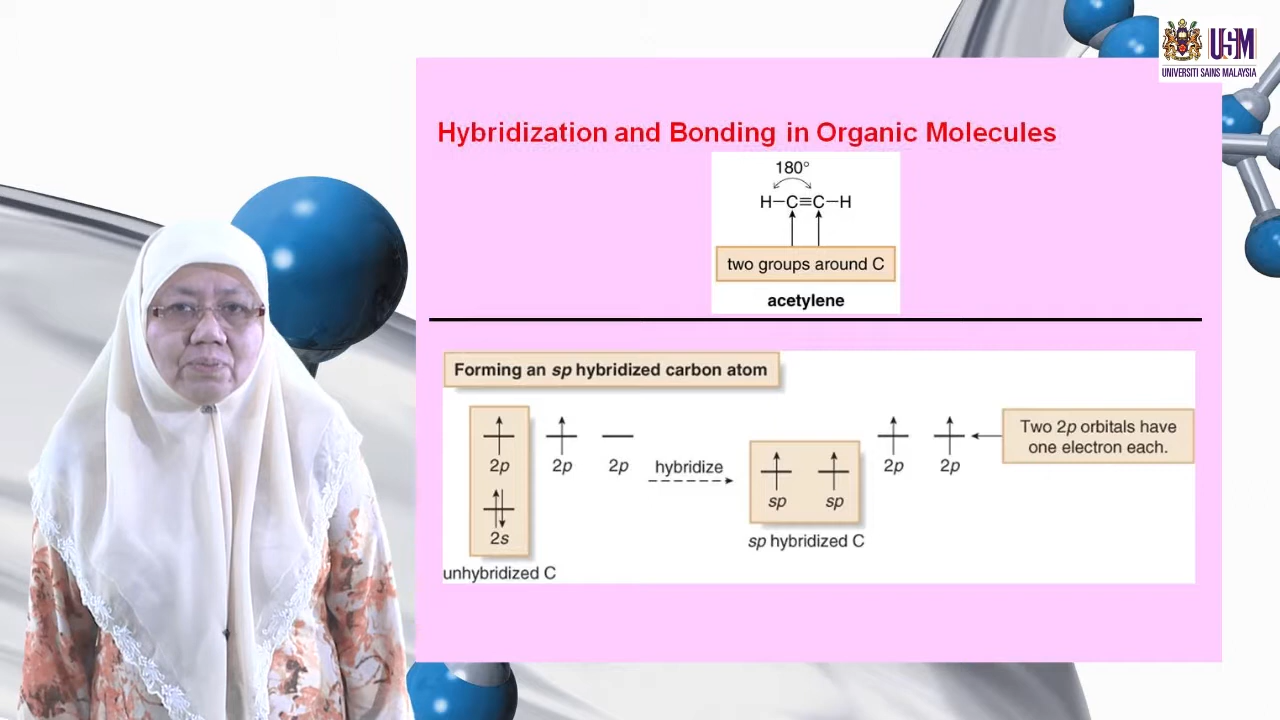 USM
UNIVERSITI SAINS MALAYSIA
Hybridization and Bonding in Organic Molecules
180°
H–C≡C–H
two groups around C
acetylene
Forming an sp hybridized carbon atom
2p 2p 2p
2s
unhybridized C
hybridize
sp sp
sp hybridized C
2p 2p
Two 2p orbitals have
one electron each.